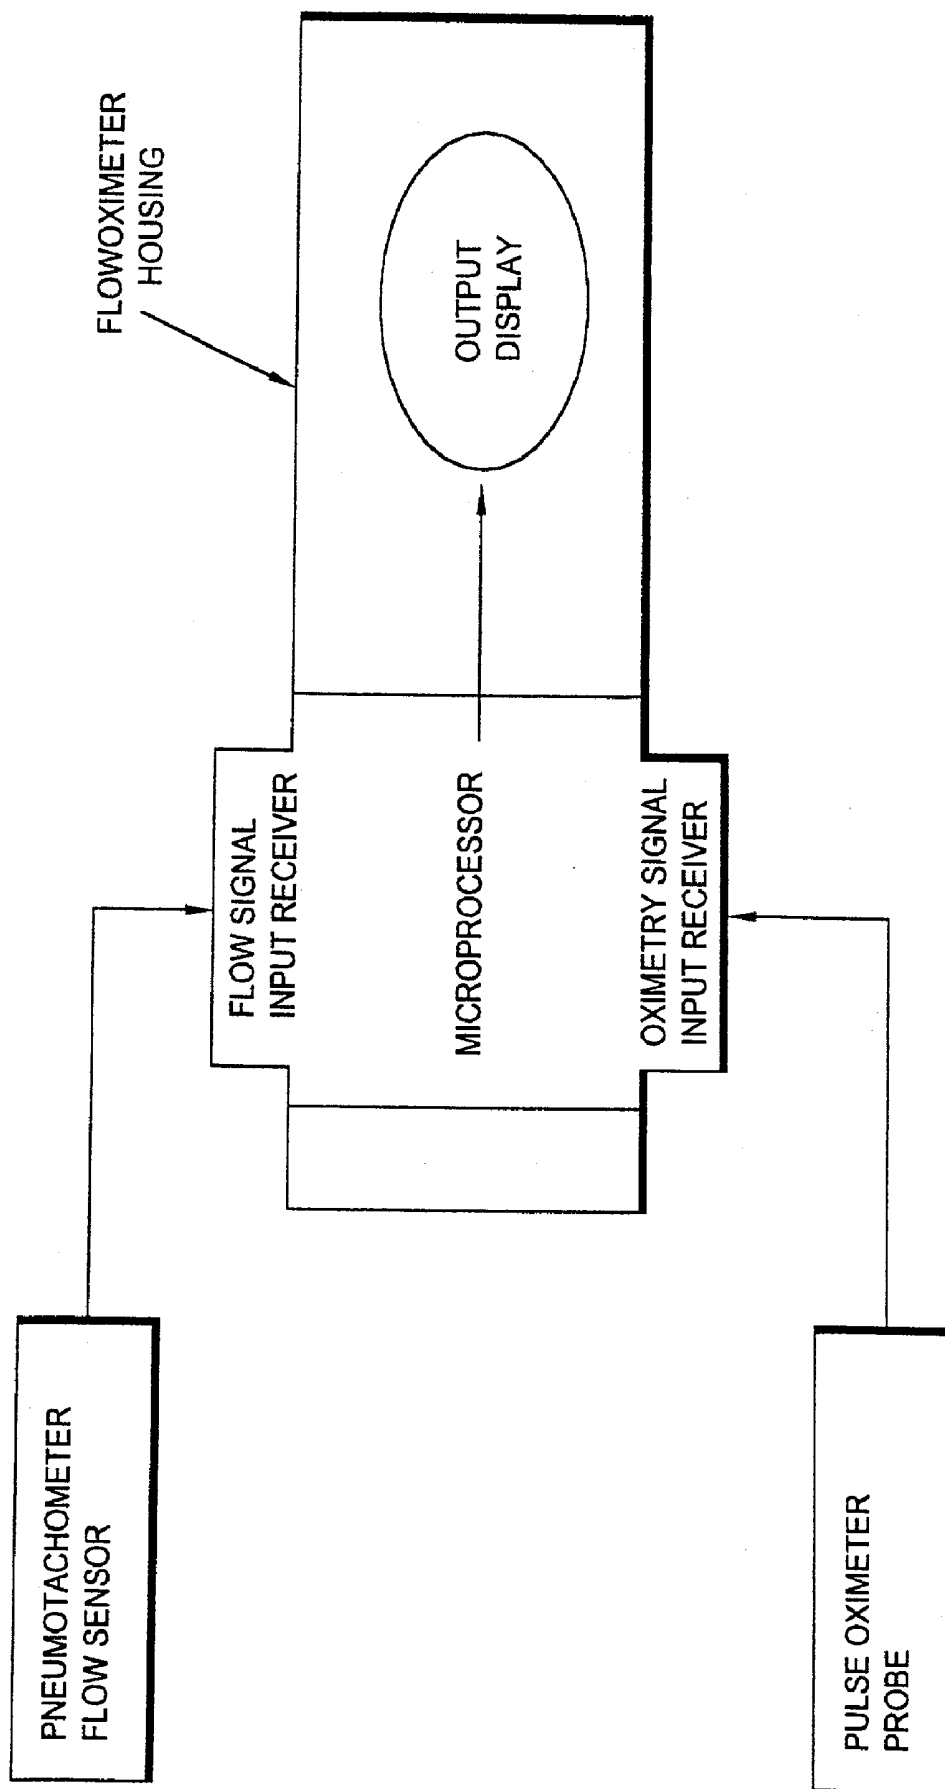 FLOWOXIMETER
HOUSING
PNEUMOTACHOMETER
FLOW SENSOR
FLOW SIGNAL
INPUT RECEIVER
MICROPROCESSOR
OUTPUT
DISPLAY
OXIMETRY SIGNAL
INPUT RECEIVER
PULSE OXIMETER
PROBE